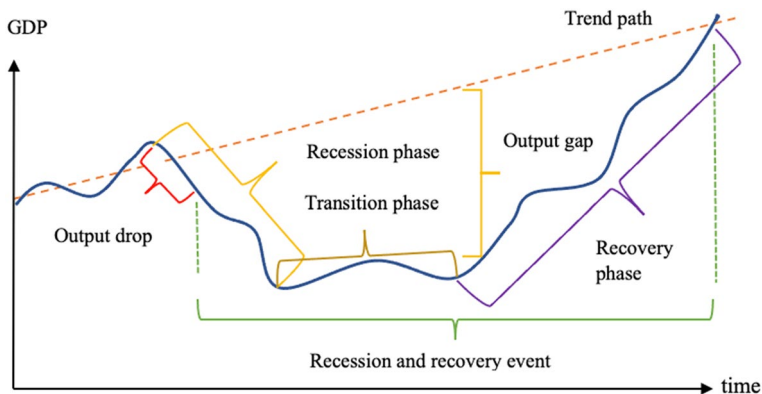 Trend path
GDP
Output gap
Recession phase
Transition phase
Output drop
Recovery
phase
Recession and recovery event
time